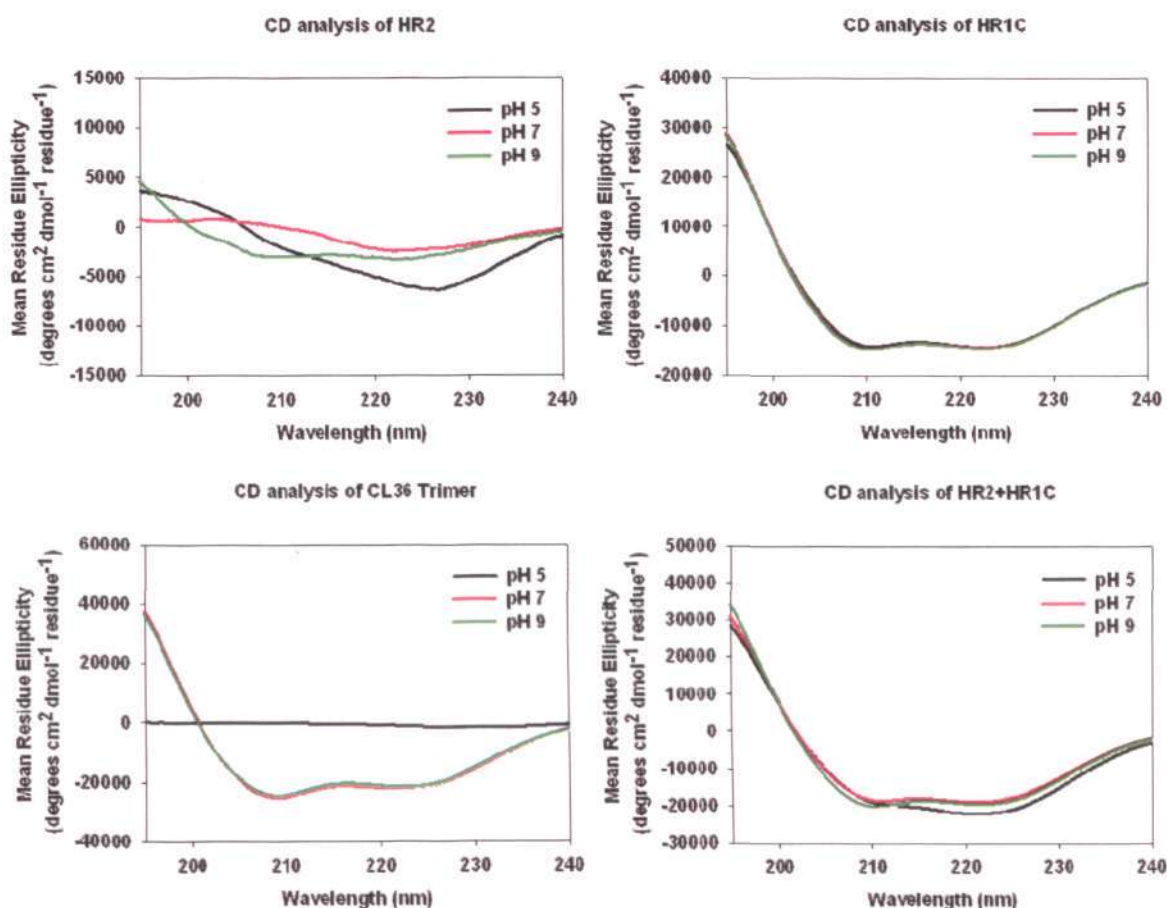 CD analysis of HR2
Mean Residue Ellipticity
(degrees cm² dmol⁻¹ residue⁻¹)
15000
10000
5000
0
-5000
-10000
-15000
pH 5
pH 7
pH 9
200
210
220
230
240
Wavelength (nm)
CD analysis of HR1C
Mean Residue Ellipticity
(degrees cm² dmol⁻¹ residue⁻¹)
40000
30000
20000
10000
0
-10000
-20000
pH 5
pH 7
pH 9
200
210
220
230
240
Wavelength (nm)
CD analysis of CL36 Trimer
Mean Residue Ellipticity
(degrees cm² dmol⁻¹ residue⁻¹)
60000
40000
20000
0
-20000
-40000
pH 5
pH 7
pH 9
200
210
220
230
240
Wavelength (nm)
CD analysis of HR2+HR1C
Mean Residue Ellipticity
(degrees cm² dmol⁻¹ residue⁻¹)
50000
40000
30000
20000
10000
0
-10000
-20000
-30000
pH 5
pH 7
pH 9
200
210
220
230
240
Wavelength (nm)